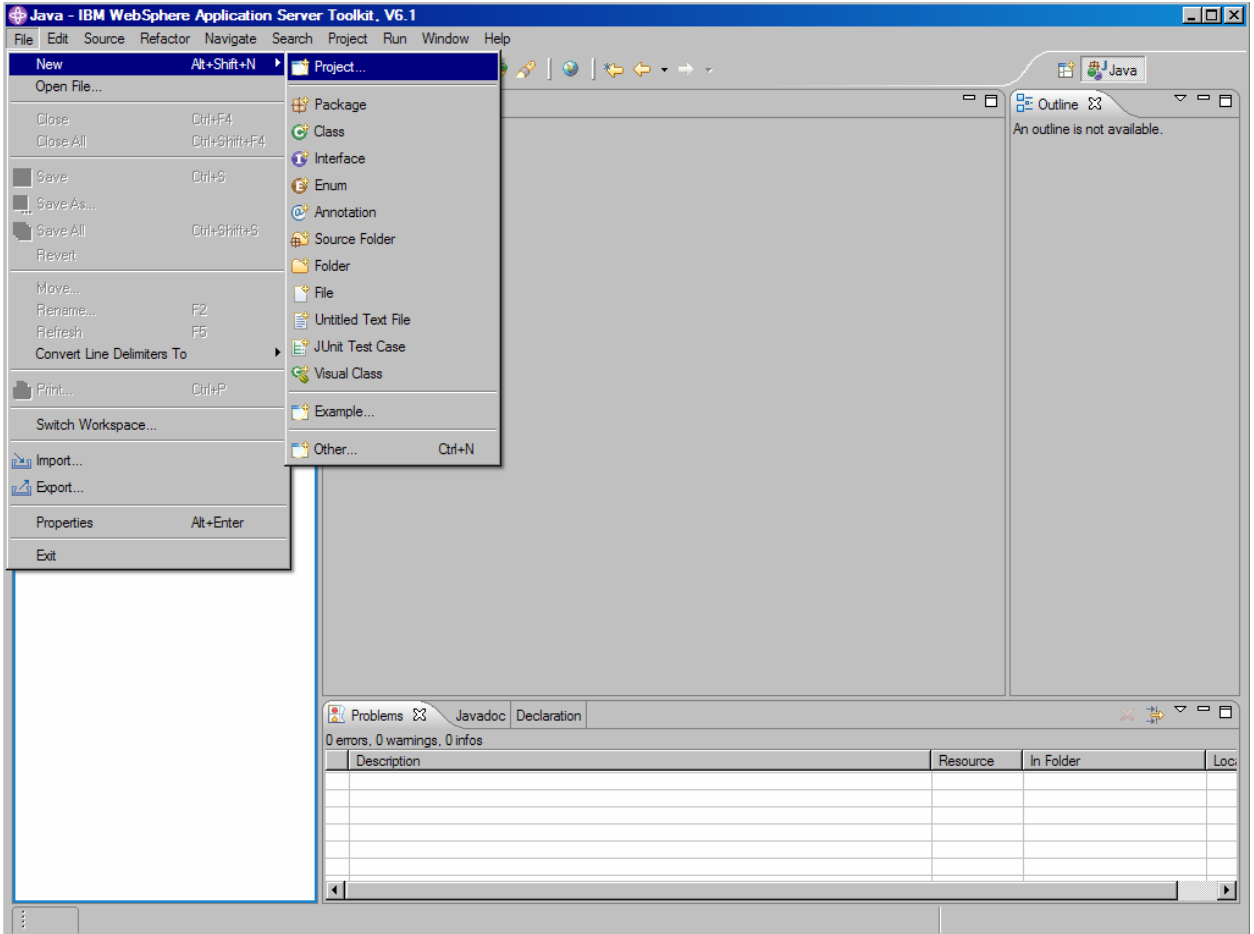 Java - IBM WebSphere Application Server Toolkit, V6.1
File Edit Source Refactor Navigate Search Project Run Window Help
New Alt+Shift+N
Open File...
Close Ctrl+F4
Close All Ctrl+Shift+F4
Save Ctrl+S
Save As...
Save All Ctrl+Shift+S
Revert
Move...
Rename... F2
Refresh F5
Convert Line Delimiters To
Print... Ctrl+P
Switch Workspace...
Import...
Export...
Properties Alt+Enter
Exit
Project...
Package
Class
Interface
Enum
Annotation
Source Folder
Folder
File
Untitled Text File
JUnit Test Case
Visual Class
Example...
Other... Ctrl+N
Java
Outline
An outline is not available.
Problems Javadoc Declaration
0 errors, 0 warnings, 0 infos
Description Resource In Folder